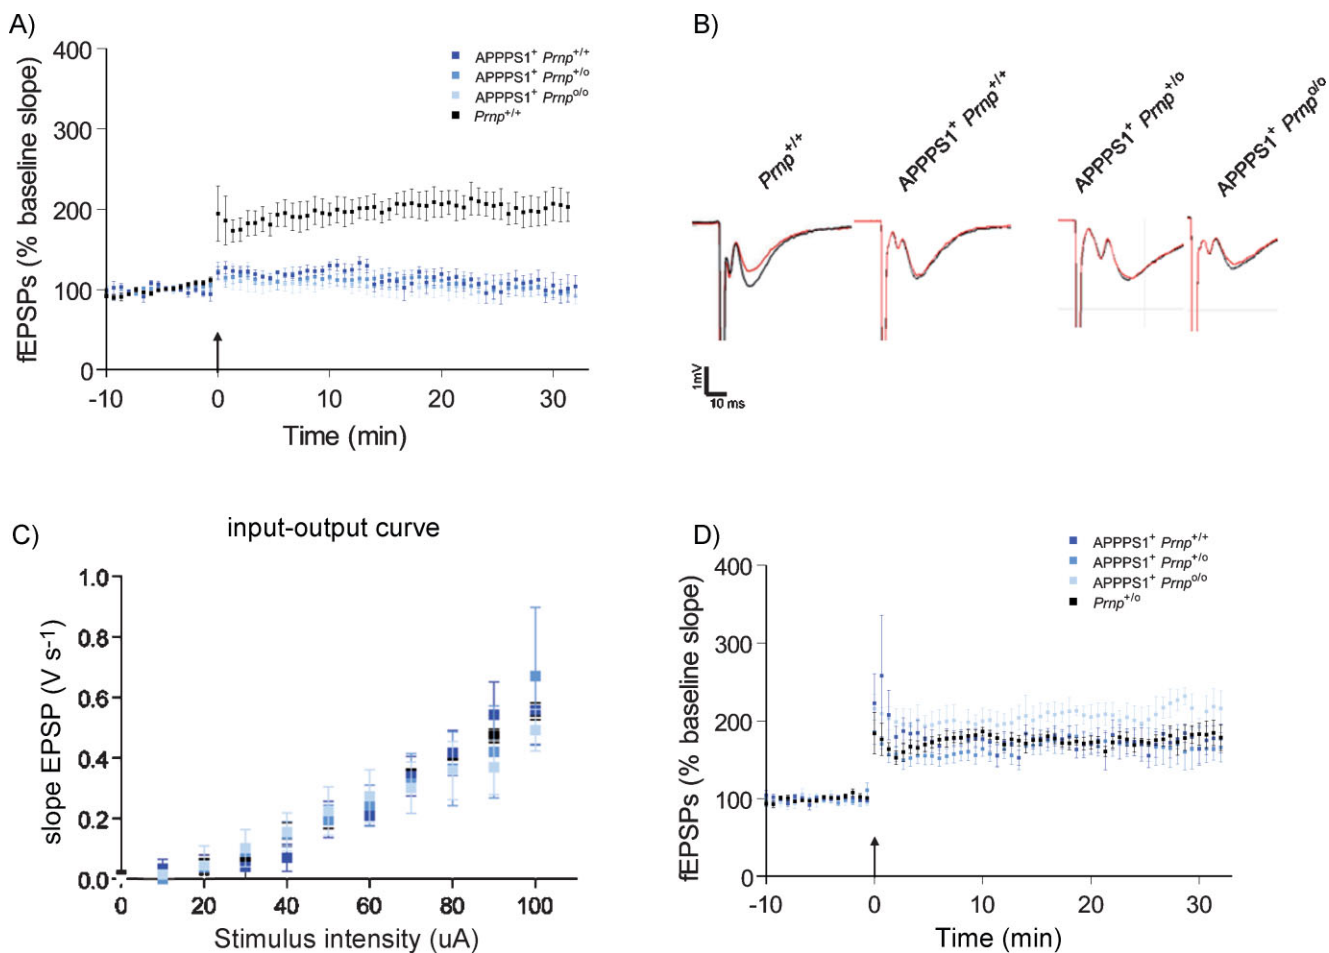 A)
400
300
200
100
0
fEPSPs (% baseline slope)
APPPS1+ Prnp+/+
APPPS1+ Prnp+/o
APPPS1+ Prnpo/o
Prnp+/+
-10 0 10 20 30
Time (min)
B)
Prnp+/+
APPPS1+ Prnp+/+
APPPS1+ Prnp+/o
APPPS1+ Prnpo/o
1mV
10 ms
C)
input-output curve
1.0
0.8
0.6
0.4
0.2
0.0
slope EPSP (V s-1)
0 20 40 60 80 100
Stimulus intensity (uA)
D)
400
300
200
100
0
fEPSPs (% baseline slope)
APPPS1+ Prnp+/+
APPPS1+ Prnp+/o
APPPS1+ Prnpo/o
Prnp+/o
-10 0 10 20 30
Time (min)